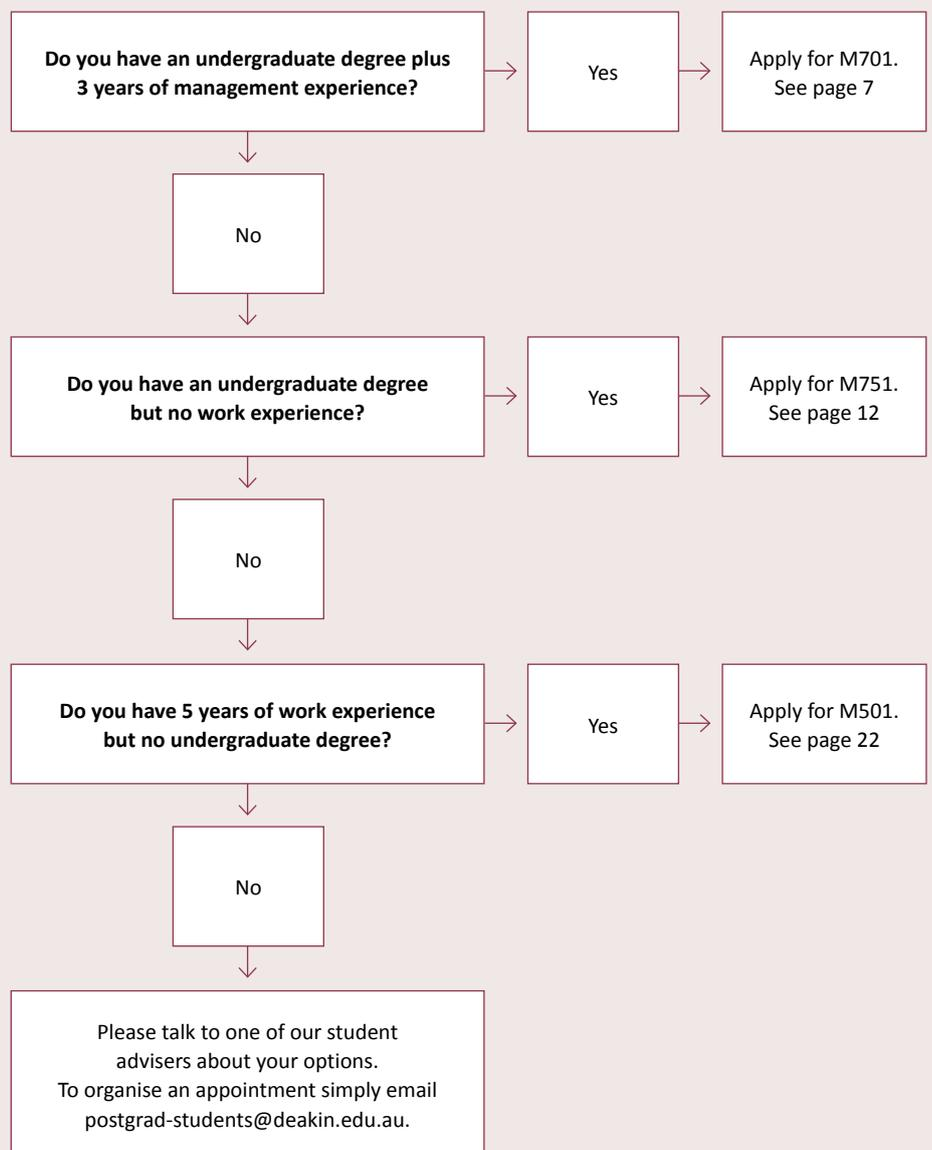 Do you have an undergraduate degree plus
3 years of management experience?
Yes
Apply for M701.
See page 7
No
Do you have an undergraduate degree
but no work experience?
Yes
Apply for M751.
See page 12
No
Do you have 5 years of work experience
but no undergraduate degree?
Yes
Apply for M501.
See page 22
No
Please talk to one of our student
advisers about your options.
To organise an appointment simply email
postgrad-students@deakin.edu.au.